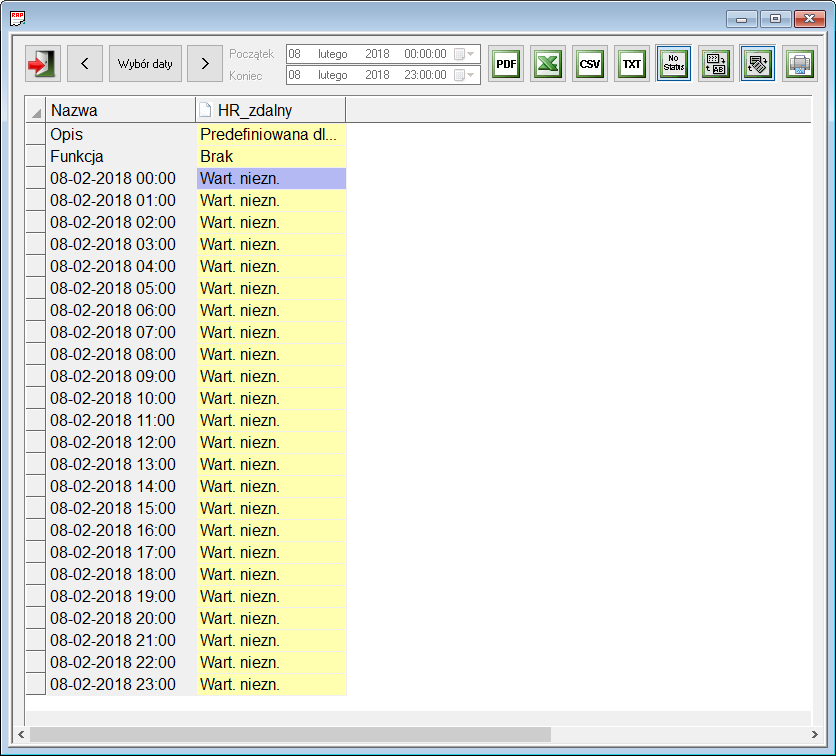 RAP
Wybór daty
Początek 08 lutego 2018 00:00:00
Koniec 08 lutego 2018 23:00:00
PDF
CSV
TXT
No Status
AB
Nazwa HR_zdalny
Opis Predefiniowana dl...
Funkcja Brak
08-02-2018 00:00 Wart. niezn.
08-02-2018 01:00 Wart. niezn.
08-02-2018 02:00 Wart. niezn.
08-02-2018 03:00 Wart. niezn.
08-02-2018 04:00 Wart. niezn.
08-02-2018 05:00 Wart. niezn.
08-02-2018 06:00 Wart. niezn.
08-02-2018 07:00 Wart. niezn.
08-02-2018 08:00 Wart. niezn.
08-02-2018 09:00 Wart. niezn.
08-02-2018 10:00 Wart. niezn.
08-02-2018 11:00 Wart. niezn.
08-02-2018 12:00 Wart. niezn.
08-02-2018 13:00 Wart. niezn.
08-02-2018 14:00 Wart. niezn.
08-02-2018 15:00 Wart. niezn.
08-02-2018 16:00 Wart. niezn.
08-02-2018 17:00 Wart. niezn.
08-02-2018 18:00 Wart. niezn.
08-02-2018 19:00 Wart. niezn.
08-02-2018 20:00 Wart. niezn.
08-02-2018 21:00 Wart. niezn.
08-02-2018 22:00 Wart. niezn.
08-02-2018 23:00 Wart. niezn.